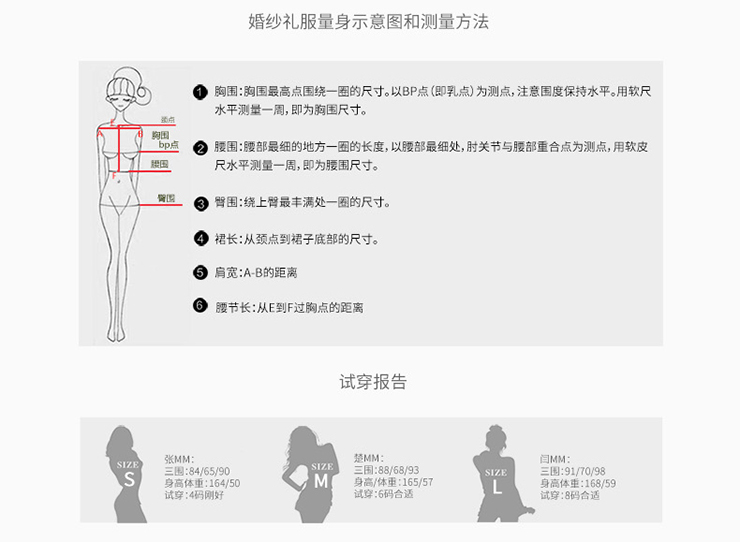 婚纱礼服量身示意图和测量方法
颈点
E
A
B
胸围
bp点
腰围
F
臀围
1 胸围:胸围最高点围绕一圈的尺寸。以BP点(即乳点)为测点,注意围度保持水平。用软尺
水平测量一周,即为胸围尺寸。
2 腰围:腰部最细的地方一圈的长度,以腰部最细处,肘关节与腰部重合点为测点,用软皮
尺水平测量一周,即为腰围尺寸。
3 臀围:绕上臀最丰满处一圈的尺寸。
4 裙长:从颈点到裙子底部的尺寸。
5 肩宽:A-B的距离
6 腰节长:从E到F过胸点的距离
试穿报告
SIZE
S
张MM:
三围:84/65/90
身高体重:164/50
试穿:4码刚好
SIZE
M
楚MM:
三围:88/68/93
身高/体重:165/57
试穿:6码合适
SIZE
L
闫MM:
三围:91/70/98
身高体重:168/59
试穿:8码合适